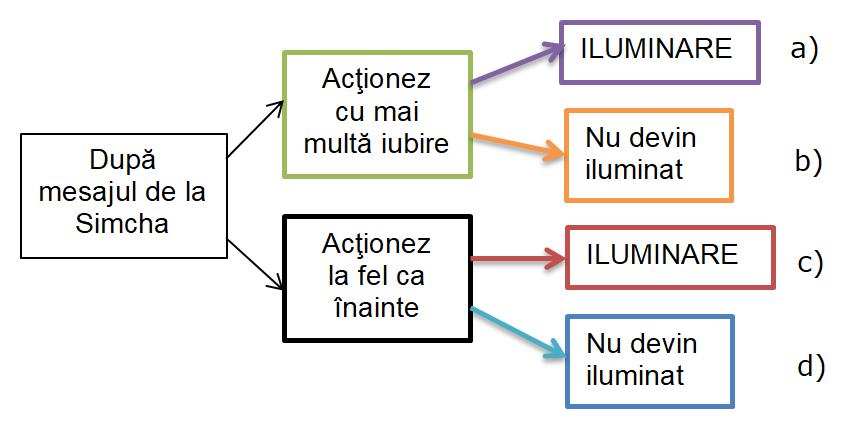 După
mesajul de la
Simcha
Acţionez
cu mai
multă iubire
Acţionez
la fel ca
înainte
ILUMINARE
a)
Nu devin
iluminat
b)
ILUMINARE
c)
Nu devin
iluminat
d)